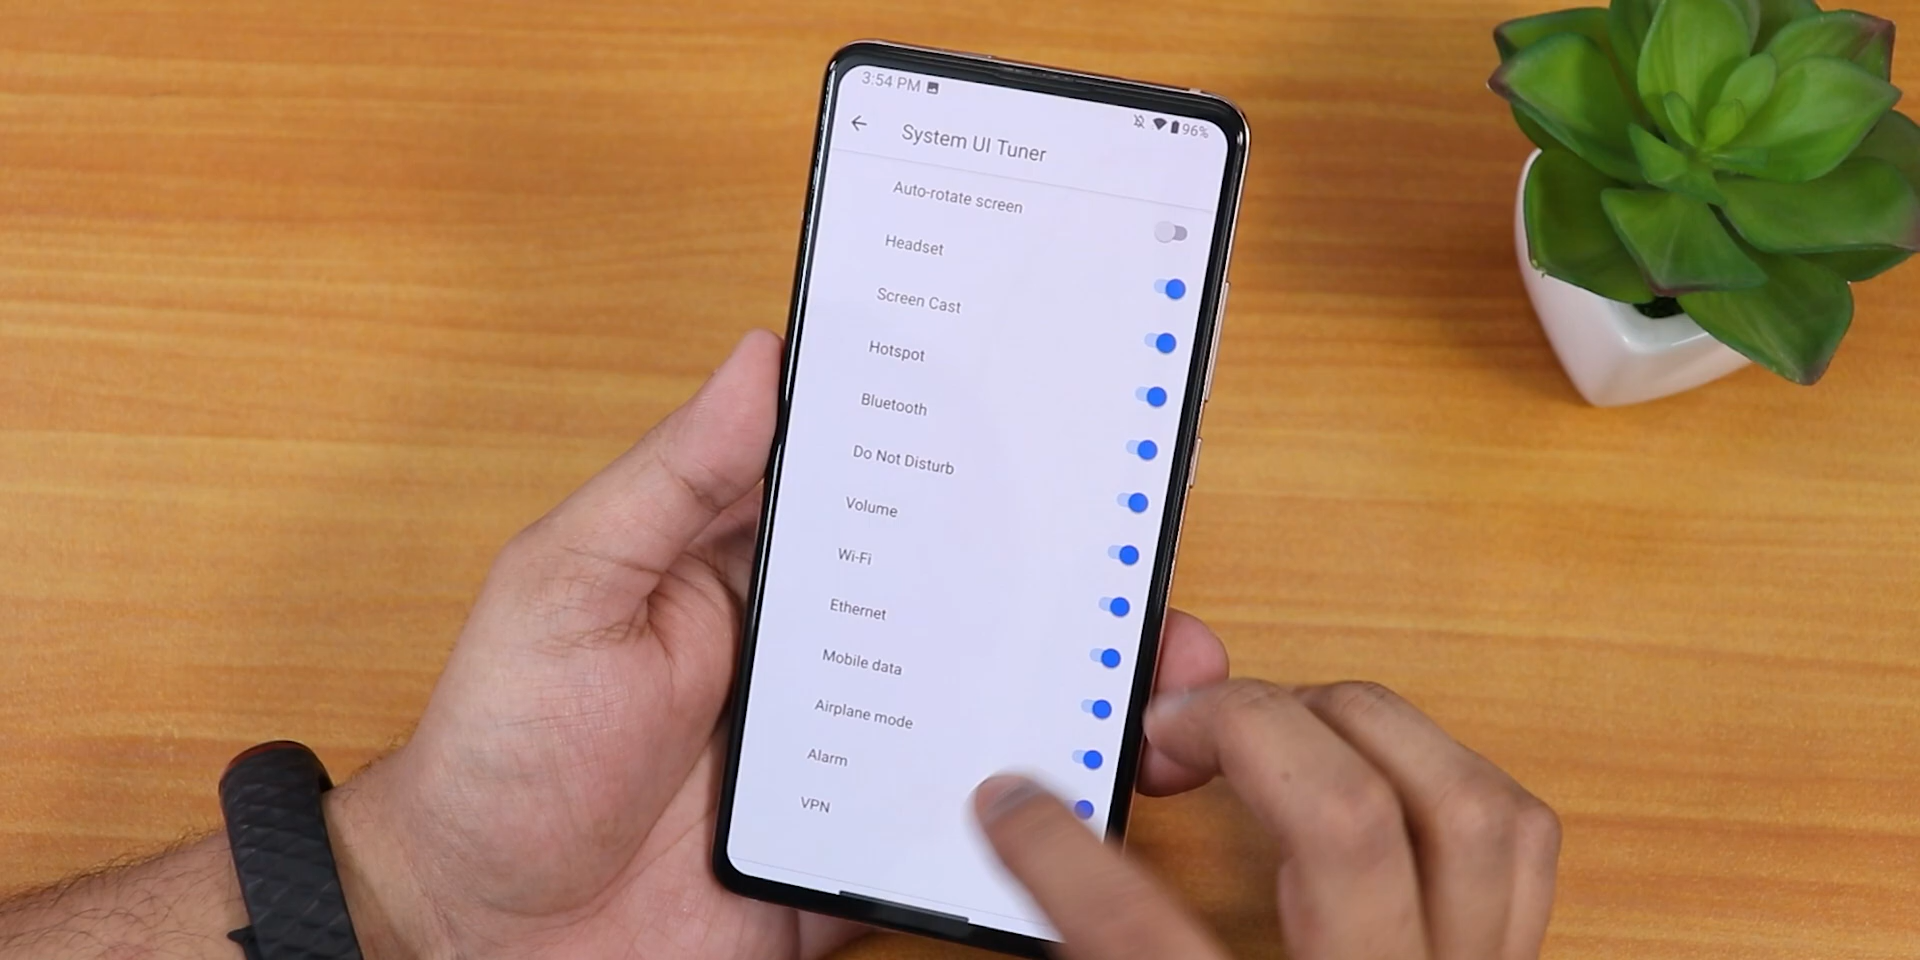 3:54 PM
96%
System UI Tuner
Auto-rotate screen
Headset
Screen Cast
Hotspot
Bluetooth
Do Not Disturb
Volume
Wi-Fi
Ethernet
Mobile data
Airplane mode
Alarm
VPN